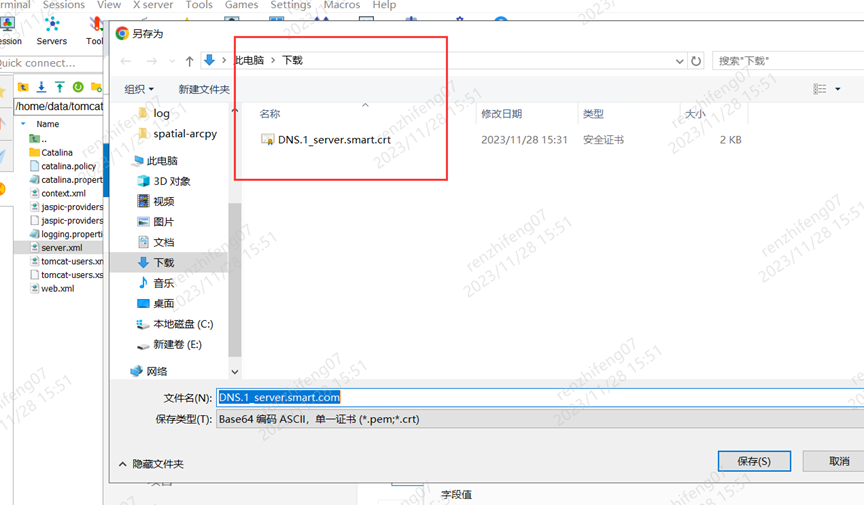 rminal Sessions View X server Tools Games Settings Macros Help
ession Servers Tool
Quick connect...
/home/data/tomcat
Name
..
Catalina
catalina.policy
catalina.propert
context.xml
jaspic-providers
jaspic-providers
logging.properti
server.xml
tomcat-users.xm
tomcat-users.xs
web.xml
另存为
此电脑 > 下载
搜索"下载"
组织 新建文件夹
log
spatial-arcpy
此电脑
3D 对象
视频
图片
文档
下载
音乐
桌面
本地磁盘 (C:)
新建卷 (E:)
网络
名称 修改日期 类型 大小
DNS.1_server.smart.crt 2023/11/28 15:31 安全证书 2 KB
文件名(N): DNS.1_server.smart.com
保存类型(T): Base64 编码 ASCII，单一证书 (*.pem;*.crt)
隐藏文件夹
保存(S) 取消
字段值
renzhifeng07
2023/11/28 15:51